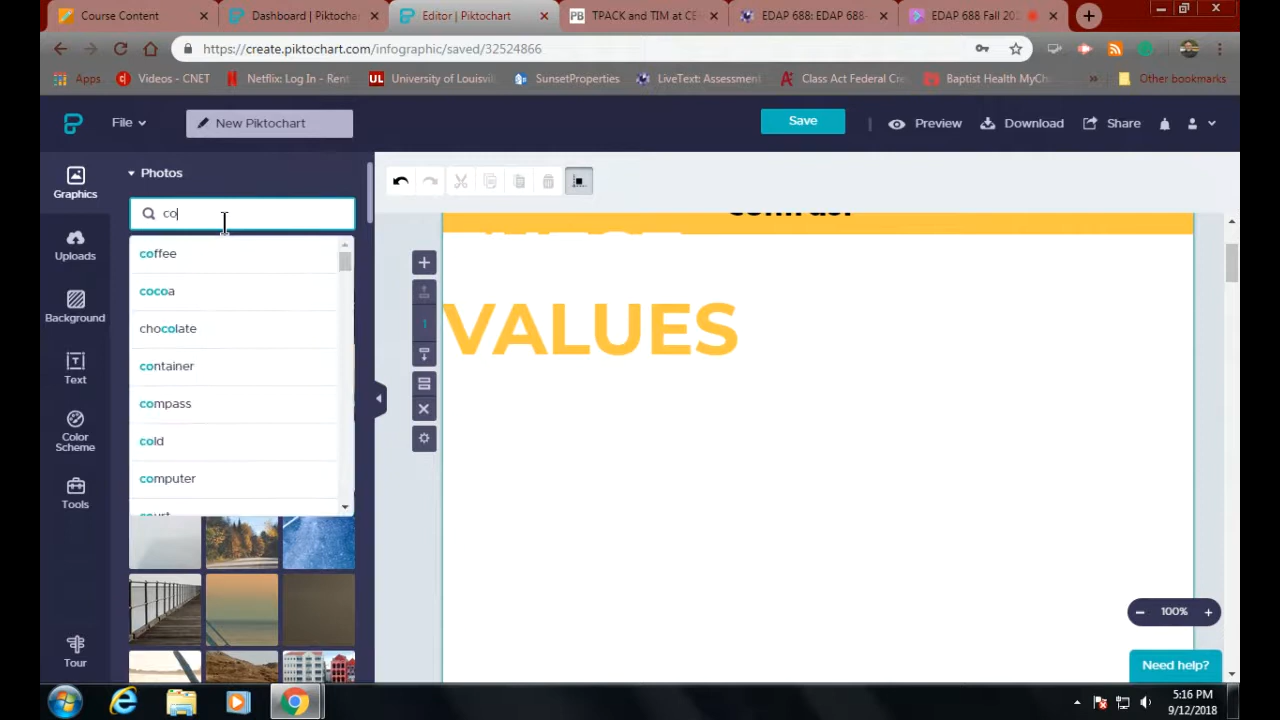 Course Content
Dashboard | Piktochar
Editor | Piktochart
PB TPACK and TIM at CE
EDAP 688: EDAP 688-
EDAP 688 Fall 20
https://create.piktochart.com/infographic/saved/32524866
Apps
Videos - CNET
Netflix: Log In - Rent
UL University of Louisvil
SunsetProperties
LiveText: Assessment
Class Act Federal Cre
Baptist Health MyCh
»
Other bookmarks
File
New Piktochart
Save
Preview
Download
Share
Graphics
Uploads
Background
Text
Color
Scheme
Tools
Tour
Photos
co
coffee
cocoa
chocolate
container
compass
cold
computer
court
1
VALUES
100%
Need help?
5:16 PM
9/12/2018